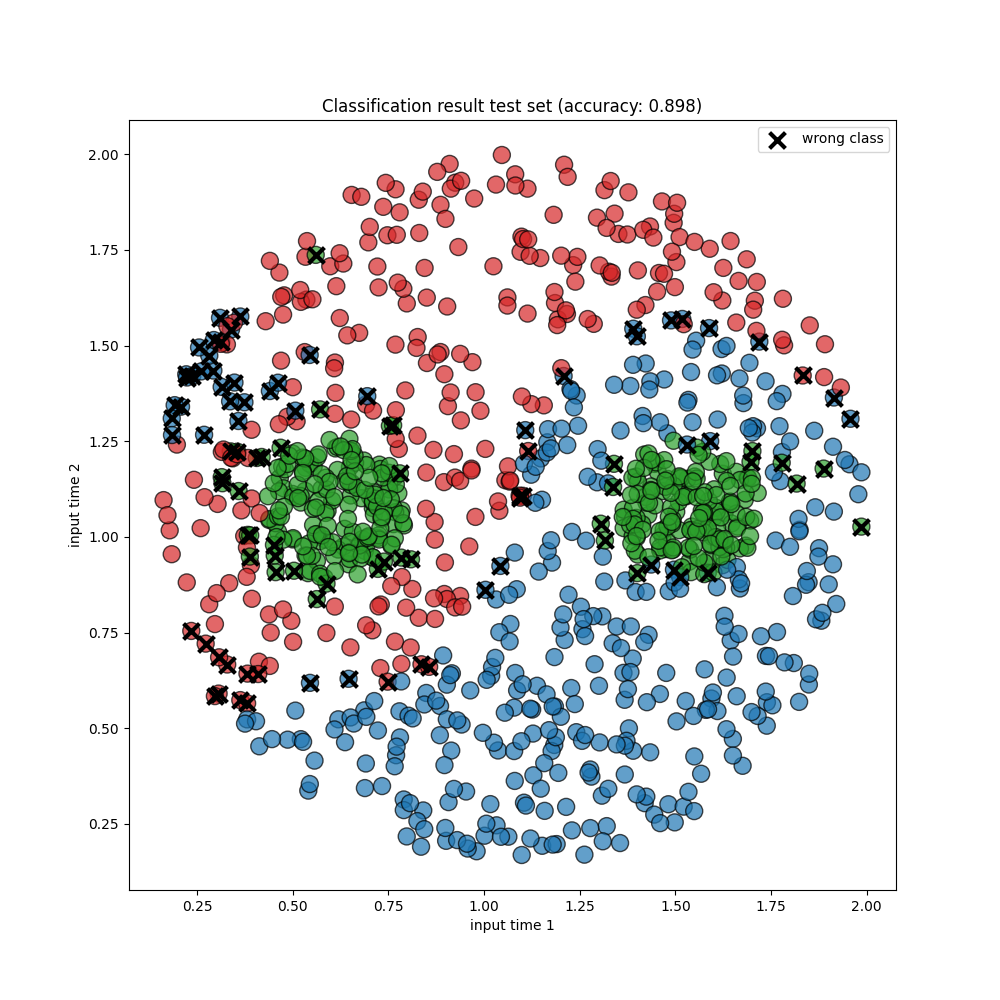 Classification result test set (accuracy: 0.898)
wrong class
2.00
1.75
1.50
1.25
1.00
0.75
0.50
0.25
input time 2
0.25 0.50 0.75 1.00 1.25 1.50 1.75 2.00
input time 1